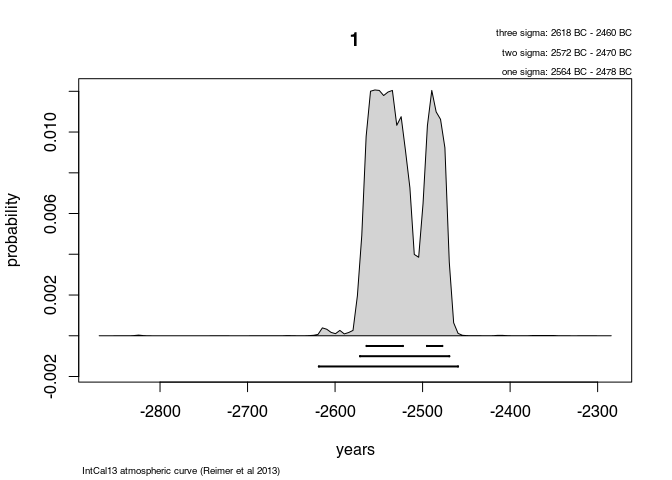 1
three sigma: 2618 BC - 2460 BC
two sigma: 2572 BC - 2470 BC
one sigma: 2564 BC - 2478 BC
probability
0.010
0.006
0.002
-0.002
-2800 -2700 -2600 -2500 -2400 -2300
years
IntCal13 atmospheric curve (Reimer et al 2013)